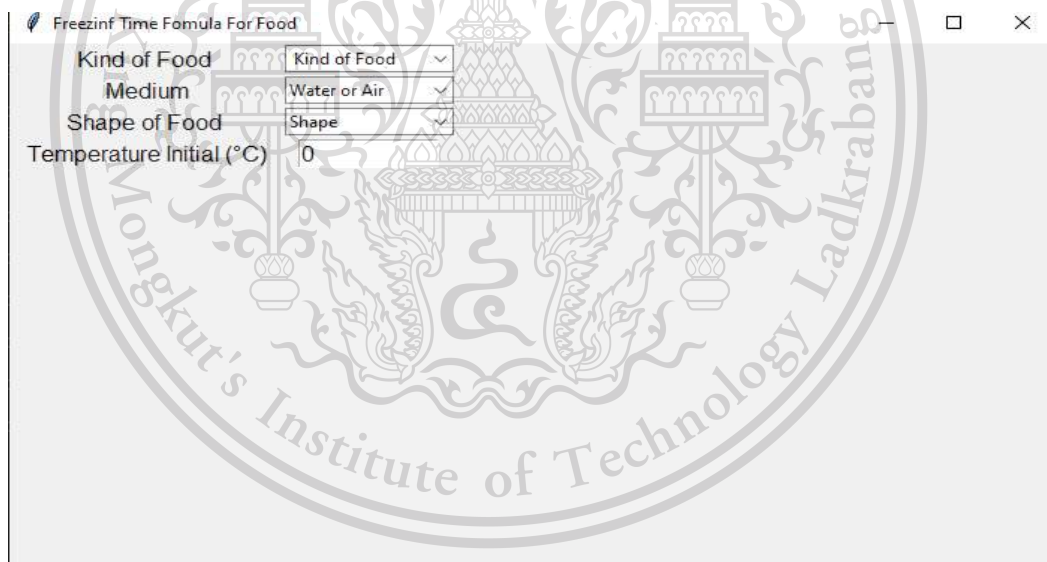 Freezinf Time Fomula For Food
Kind of Food Kind of Food
Medium Water or Air
Shape of Food Shape
Temperature Initial (°C) 0
King Mongkut's Institute of Technology Ladkrabang